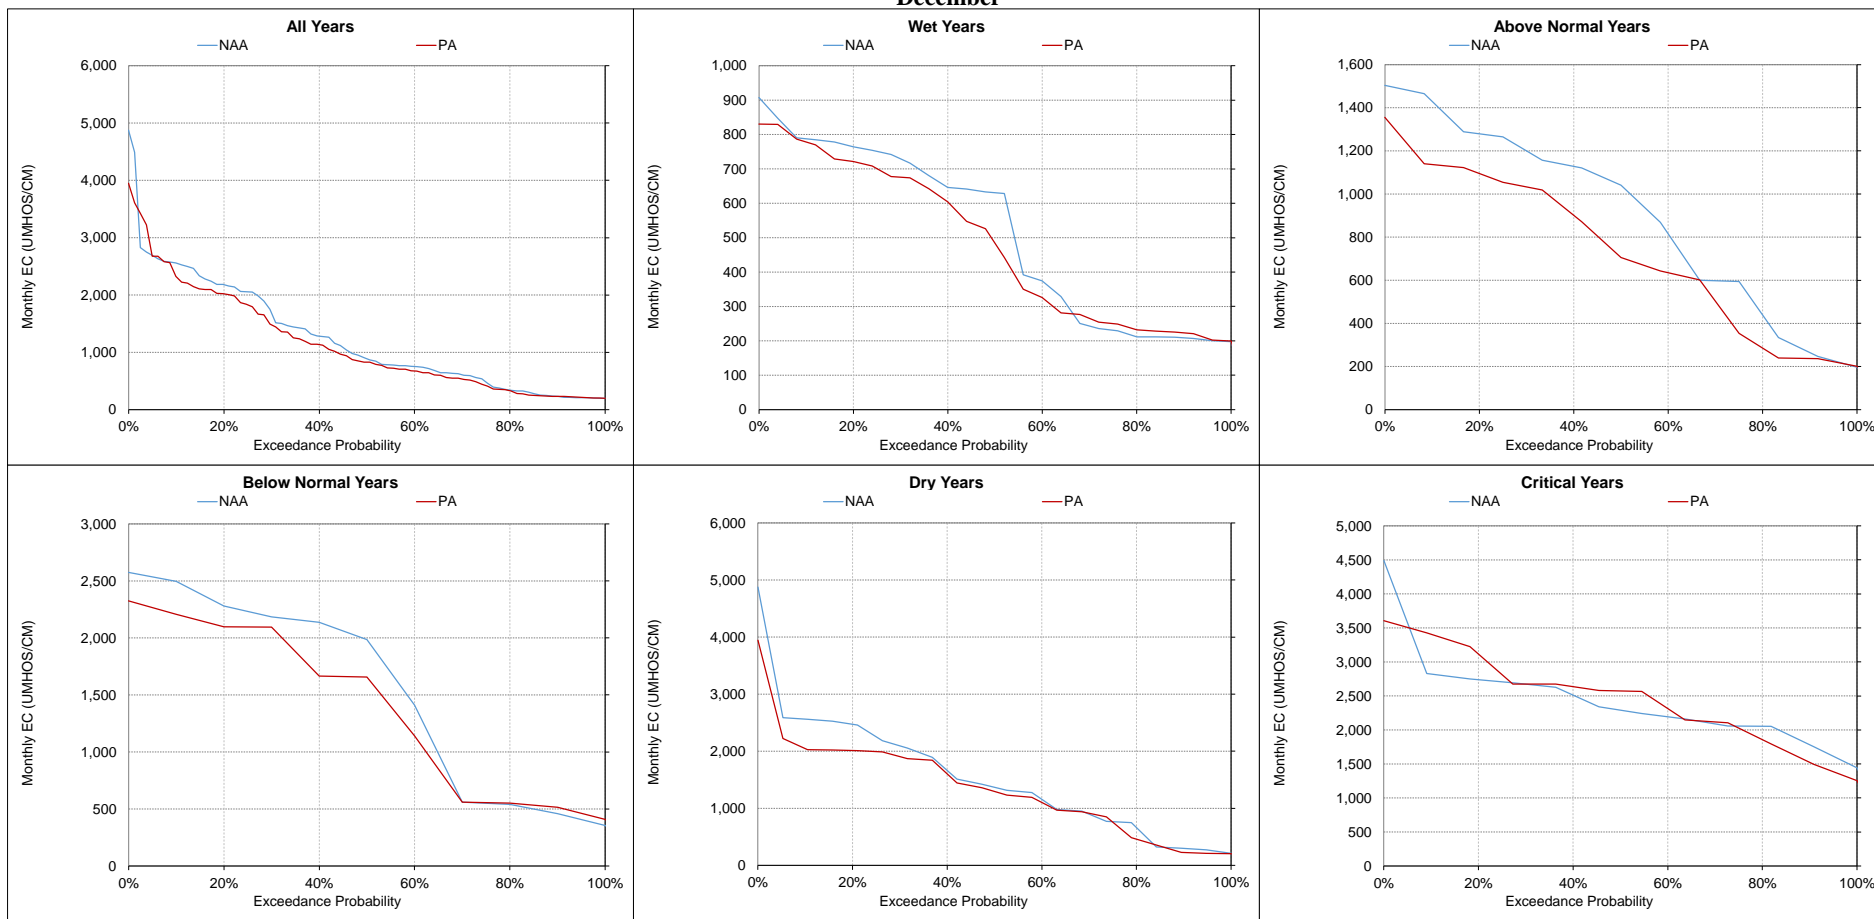 December
All Years
NAA PA
6,000
5,000
4,000
3,000
2,000
1,000
0
Monthly EC (UMHOS/CM)
0% 20% 40% 60% 80% 100%
Exceedance Probability
Wet Years
NAA PA
1,000
900
800
700
600
500
400
300
200
100
0
Monthly EC (UMHOS/CM)
0% 20% 40% 60% 80% 100%
Exceedance Probability
Above Normal Years
NAA PA
1,600
1,400
1,200
1,000
800
600
400
200
0
Monthly EC (UMHOS/CM)
0% 20% 40% 60% 80% 100%
Exceedance Probability
Below Normal Years
NAA PA
3,000
2,500
2,000
1,500
1,000
500
0
Monthly EC (UMHOS/CM)
0% 20% 40% 60% 80% 100%
Exceedance Probability
Dry Years
NAA PA
6,000
5,000
4,000
3,000
2,000
1,000
0
Monthly EC (UMHOS/CM)
0% 20% 40% 60% 80% 100%
Exceedance Probability
Critical Years
NAA PA
5,000
4,500
4,000
3,500
3,000
2,500
2,000
1,500
1,000
500
0
Monthly EC (UMHOS/CM)
0% 20% 40% 60% 80% 100%
Exceedance Probability